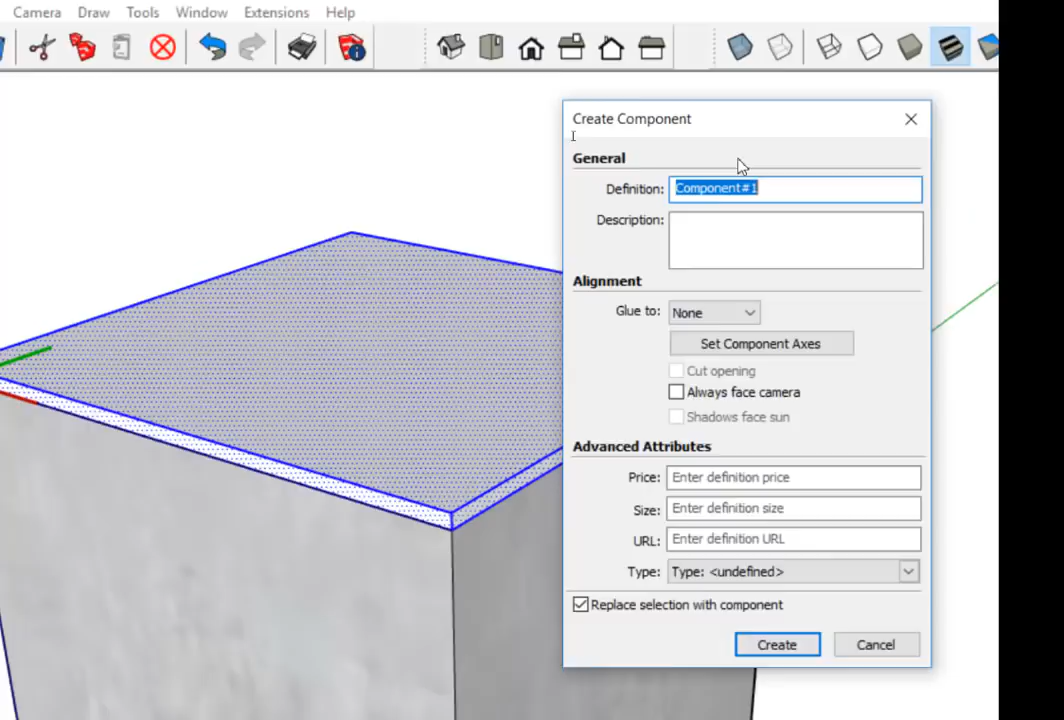 Camera Draw Tools Window Extensions Help
Create Component
General
Definition: Component#1
Description:
Alignment
Glue to: None
Set Component Axes
Cut opening
Always face camera
Shadows face sun
Advanced Attributes
Price: Enter definition price
Size: Enter definition size
URL: Enter definition URL
Type: Type: <undefined>
Replace selection with component
Create Cancel